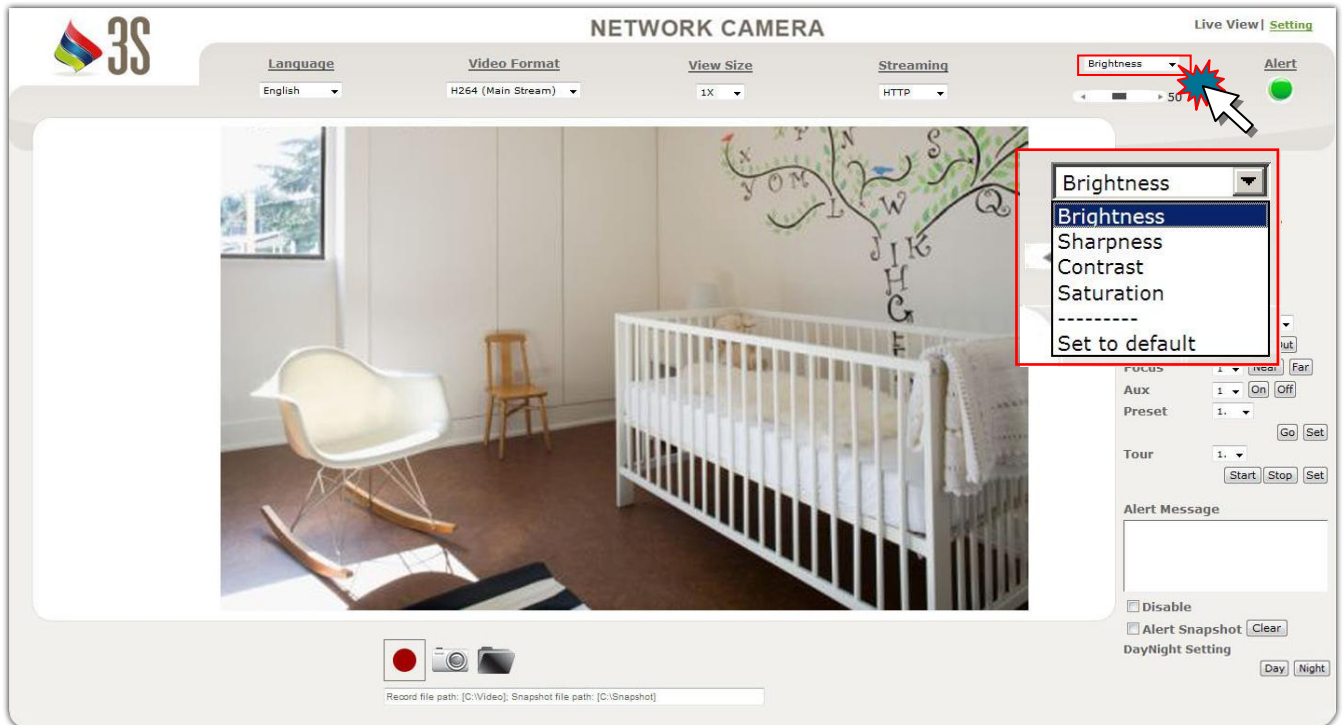 3S
NETWORK CAMERA
Live View| Setting
Language
Video Format
View Size
Streaming
Brightness
Alert
English
H264 (Main Stream)
1X
HTTP
50
Brightness
Brightness
Sharpness
Contrast
Saturation
---------
Set to default
Focus 1 Near Far
Aux 1 On Off
Preset 1.
Go Set
Tour 1.
Start Stop Set
Alert Message
Disable
Alert Snapshot Clear
DayNight Setting
Day Night
Record file path: [C:\Video]; Snapshot file path: [C:\Snapshot]
X P N S
Y O M L W Q
J I K
H
G F
E